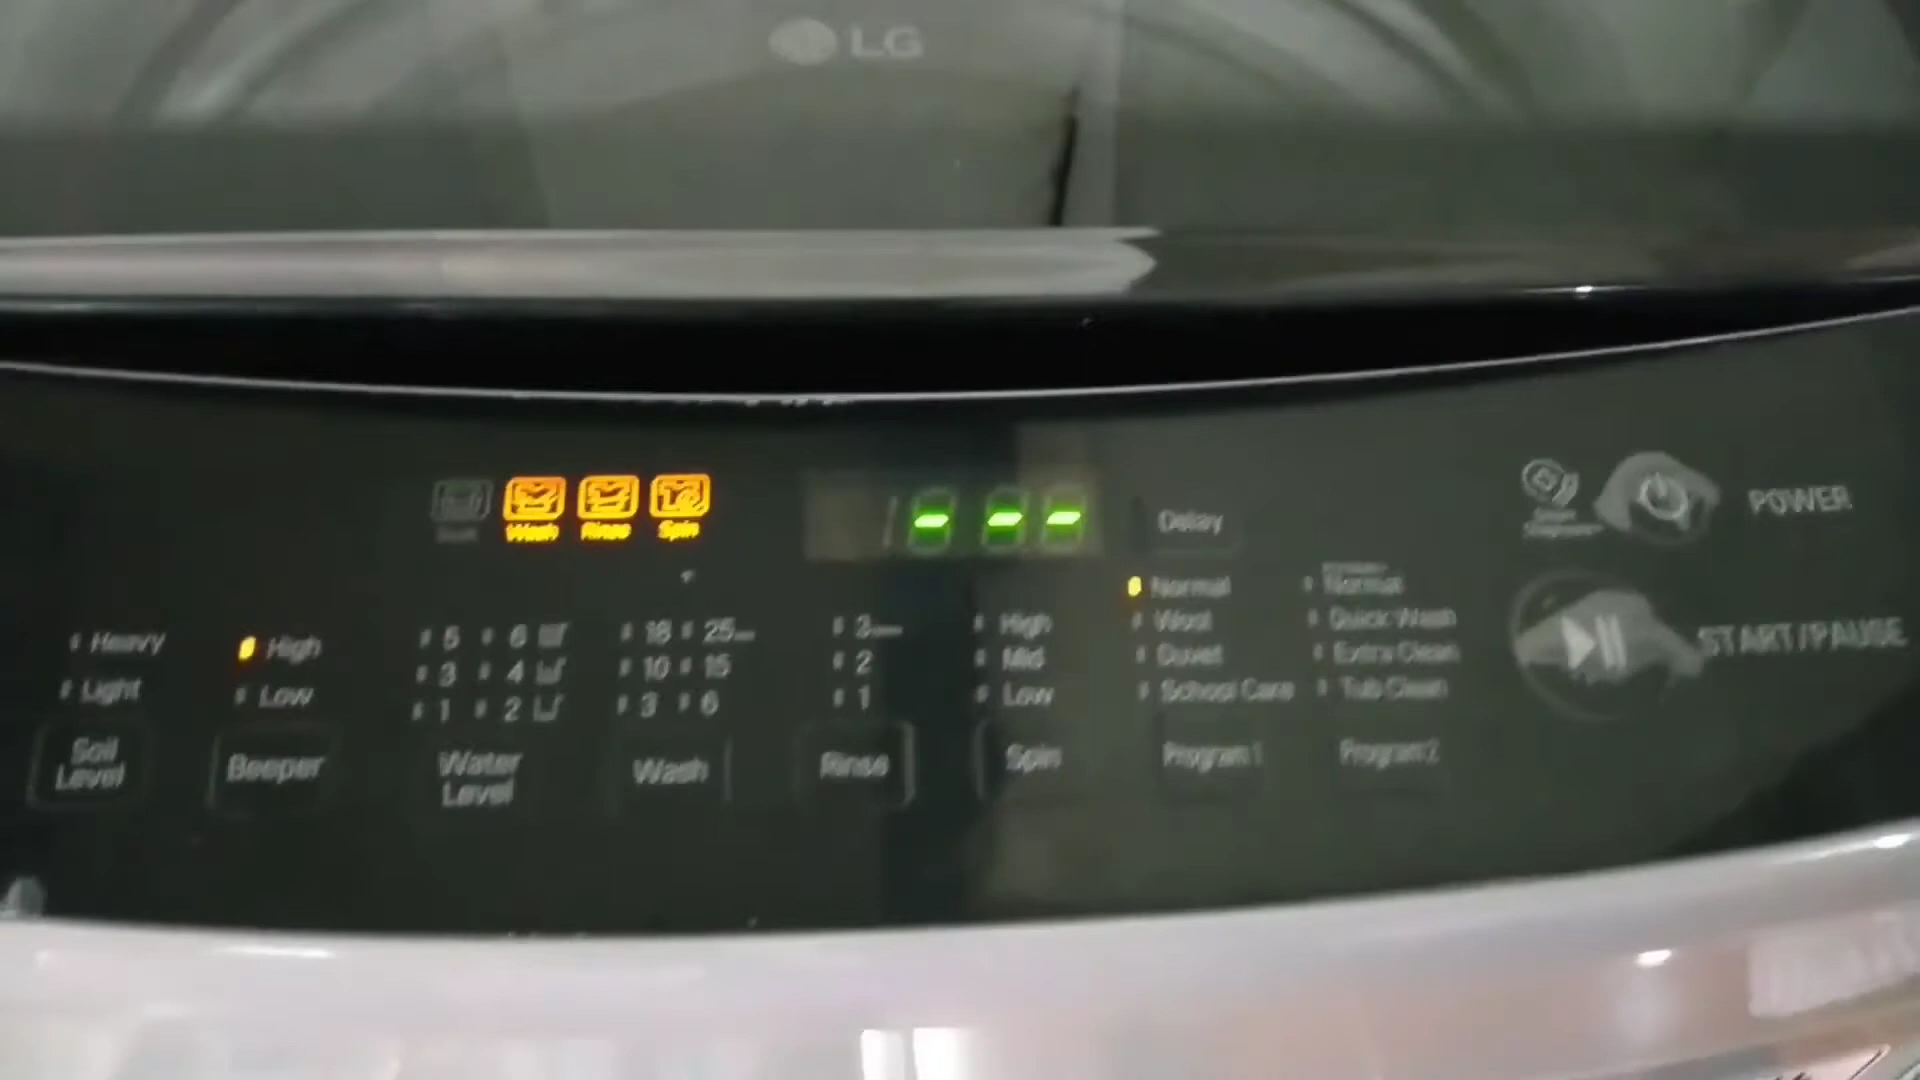 LG
Wash Rinse Spin
- - -
Delay
POWER
Normal
Normal
Wool
Quick Wash
Duvet
Extra Clean
School Care
Tub Clean
START/PAUSE
Heavy
Light
High
Low
5 6
3 4
1 2
18 25
10 15
3 6
3
2
1
High
Mid
Low
Soil
Level
Beeper
Water
Level
Wash
Rinse
Spin
Program1
Program2